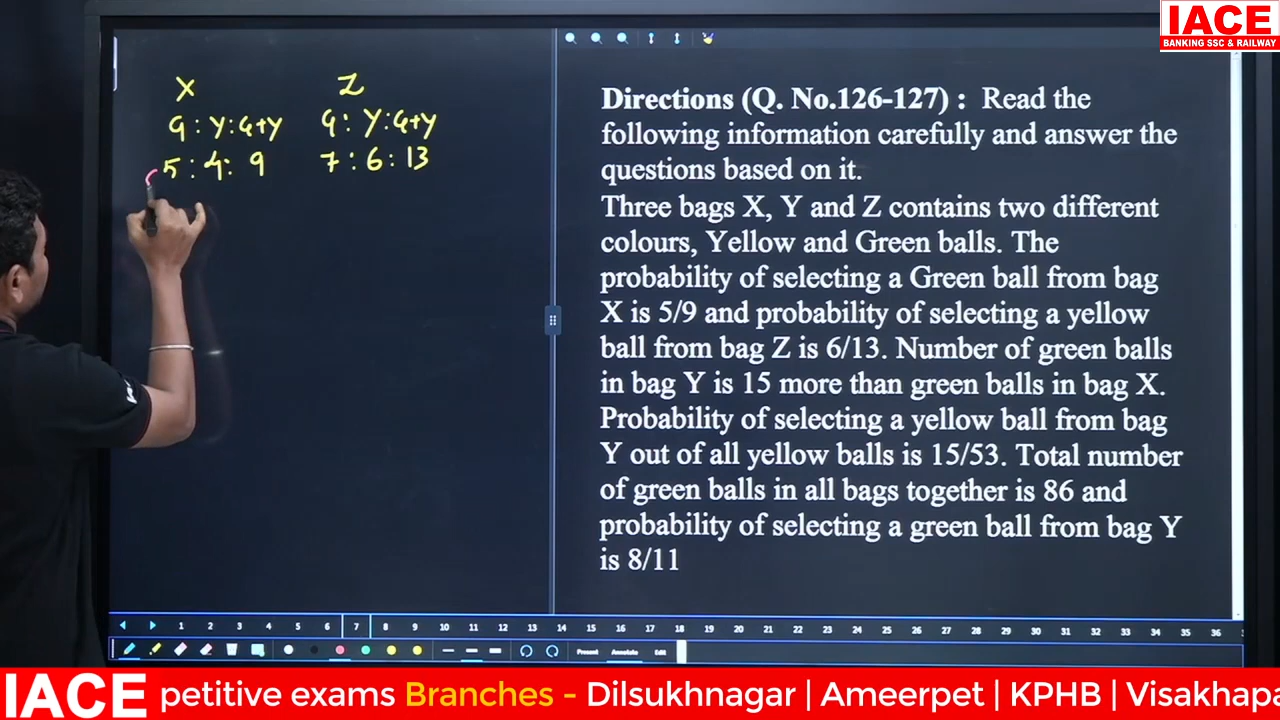 IACE
BANKING SSC & RAILWAY
X Z
G : Y : G+Y G : Y : G+Y
5 : 4 : 9 7 : 6 : 13
Directions (Q. No.126-127) : Read the
following information carefully and answer the
questions based on it.
Three bags X, Y and Z contains two different
colours, Yellow and Green balls. The
probability of selecting a Green ball from bag
X is 5/9 and probability of selecting a yellow
ball from bag Z is 6/13. Number of green balls
in bag Y is 15 more than green balls in bag X.
Probability of selecting a yellow ball from bag
Y out of all yellow balls is 15/53. Total number
of green balls in all bags together is 86 and
probability of selecting a green ball from bag Y
is 8/11
1 2 3 4 5 6 7 8 9 10 11 12 13 14 15 16 17 18 19 20 21 22 23 24 25 26 27 28 29 30 31 32 33 34 35 36
Present Annotate Edit
IACE petitive exams Branches - Dilsukhnagar | Ameerpet | KPHB | Visakhapa